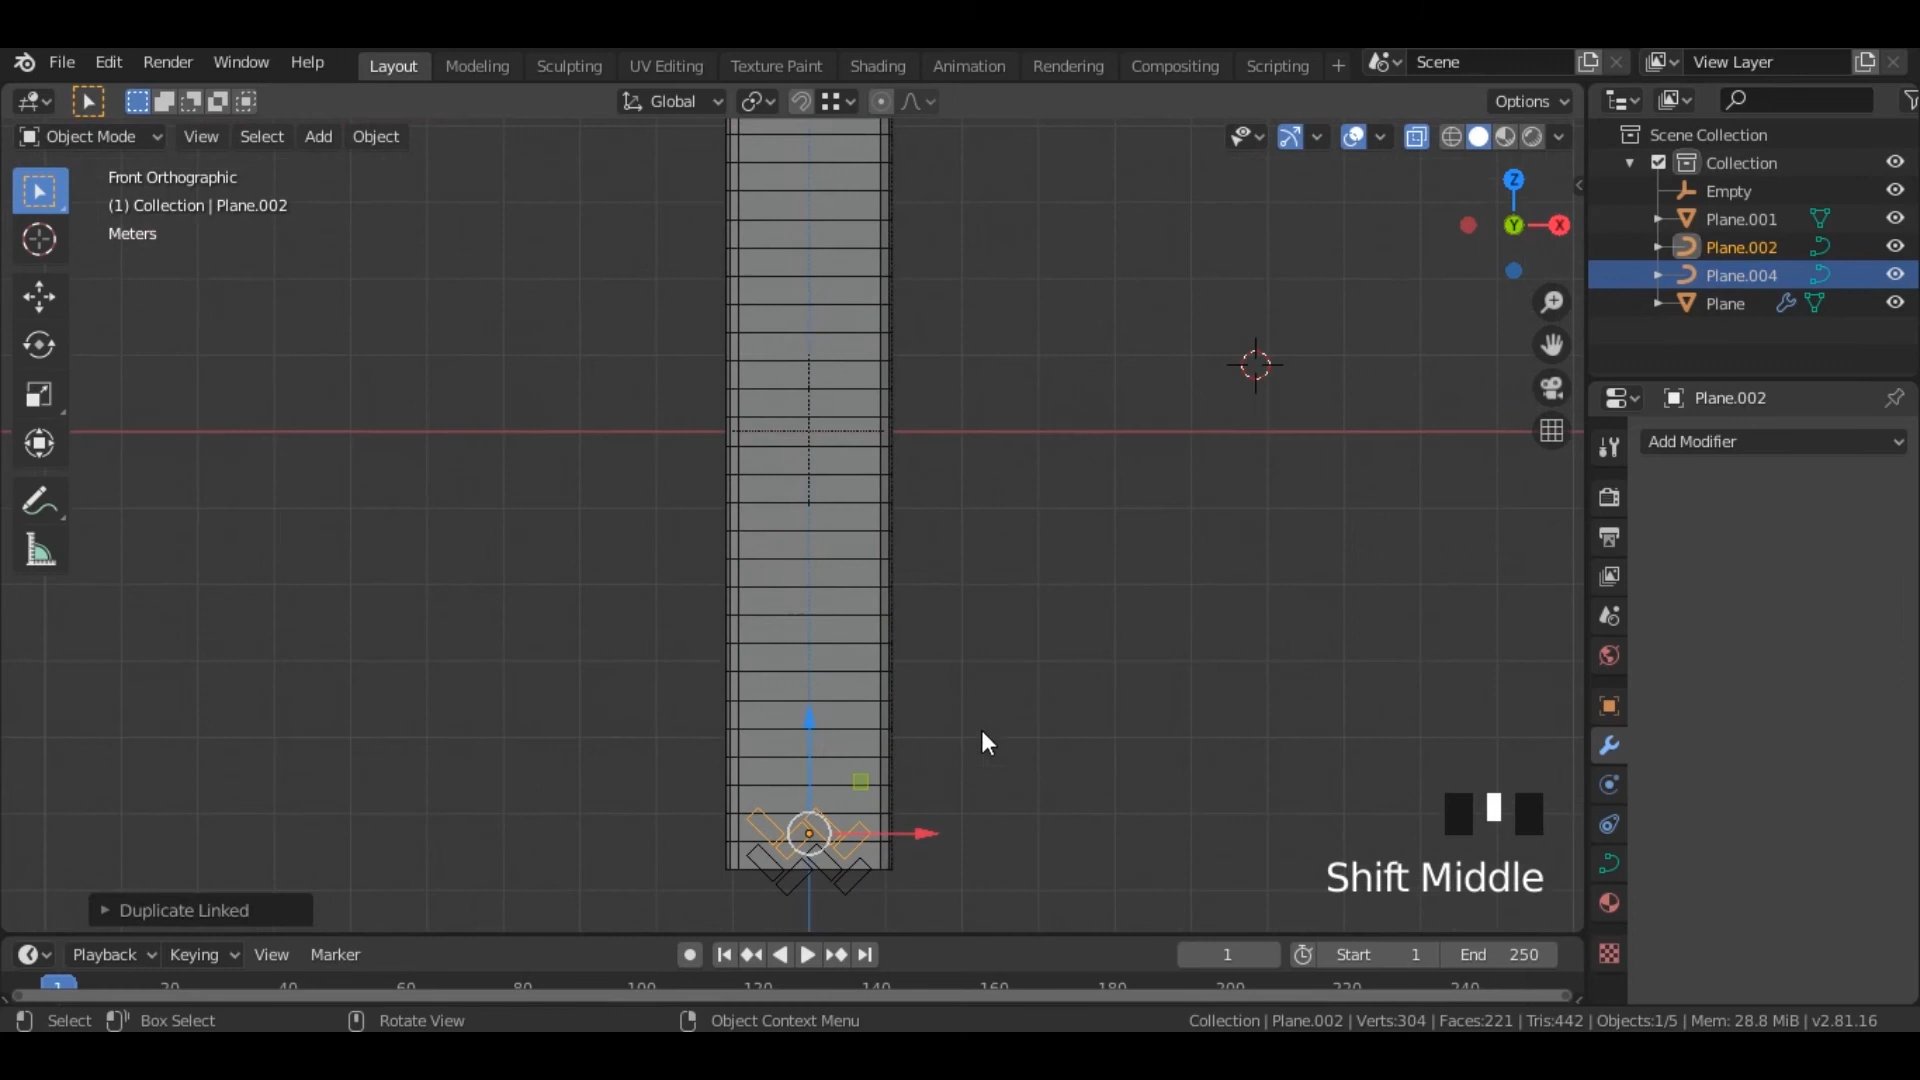 File Edit Render Window Help Layout Modeling Sculpting UV Editing Texture Paint Shading Animation Rendering Compositing Scripting + Scene View Layer
Global Options
Object Mode View Select Add Object
Scene Collection
Front Orthographic
Collection
(1) Collection | Plane.002
Empty
Meters
Plane.001
Plane.002
Plane.004
Plane
Z
Y
X
Plane.002
Add Modifier
Shift Middle
Duplicate Linked
Playback Keying View Marker 1 Start 1 End 250
1 20 40 60 80 100 120 140 160 180 200 220 240
Select Box Select Rotate View Object Context Menu Collection | Plane.002 | Verts:304 | Faces:221 | Tris:442 | Objects:1/5 | Mem: 28.8 MiB | v2.81.16